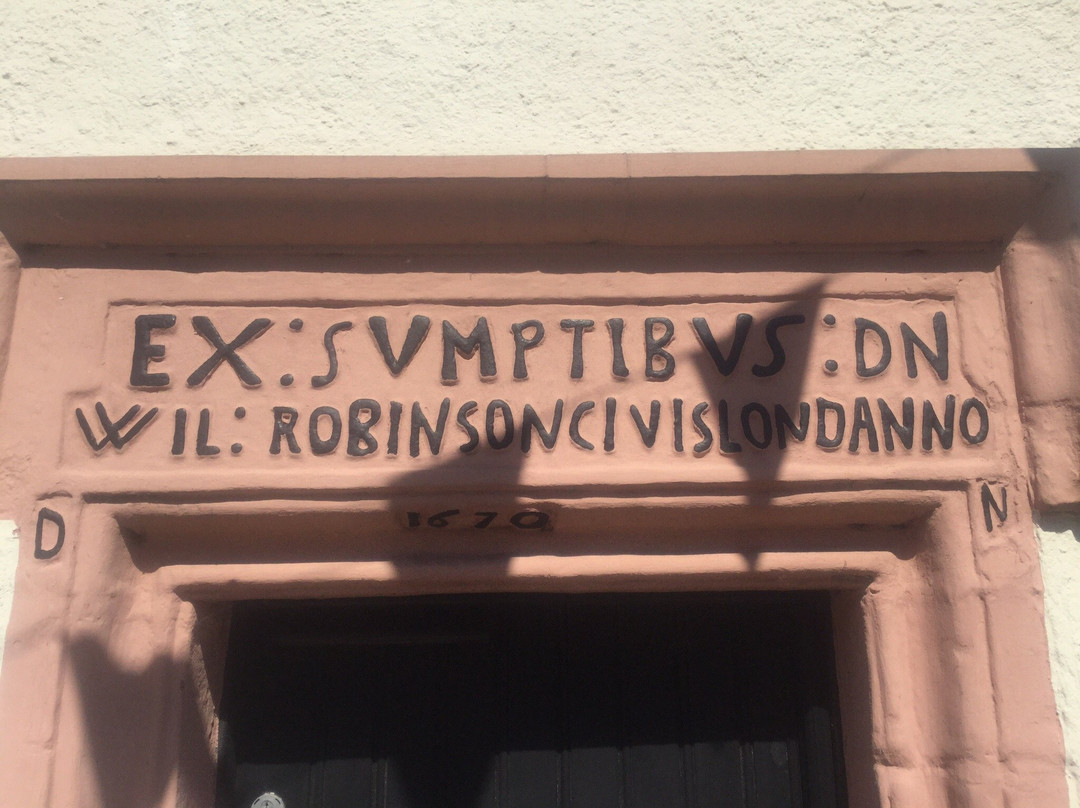 EX:SVMPTIBVS:DN
WIL:ROBINSONCIVISLONDANNO
D 1670 N